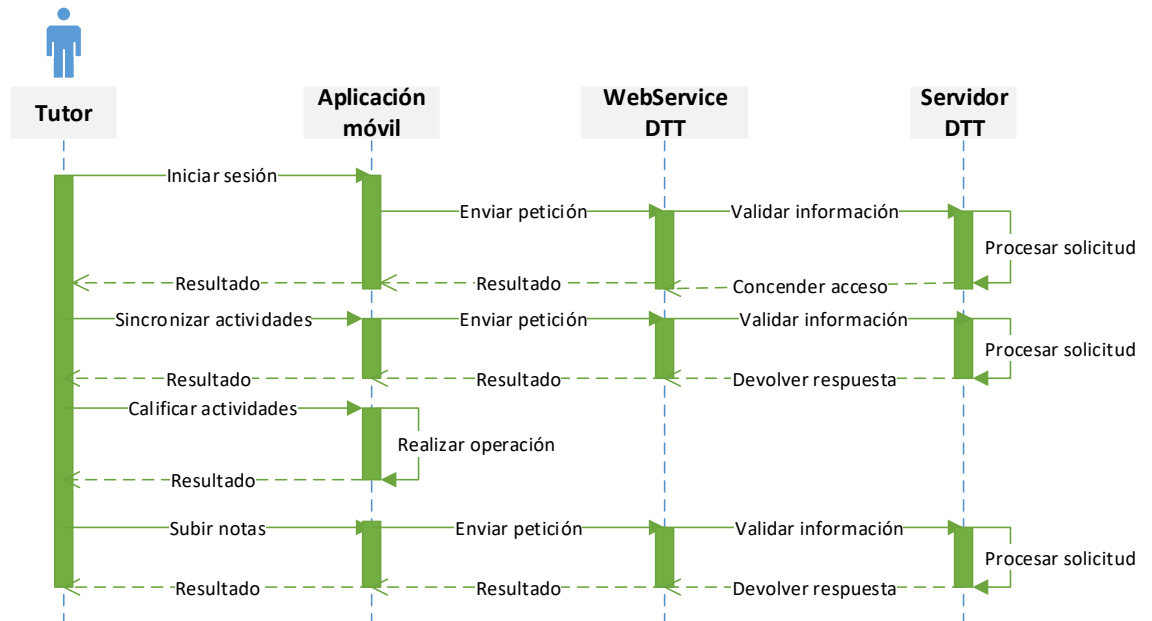 Tutor
Aplicación
móvil
WebService
DTT
Servidor
DTT
Iniciar sesión
Enviar petición
Validar información
Procesar solicitud
Resultado
Resultado
Concender acceso
Sincronizar actividades
Enviar petición
Validar información
Procesar solicitud
Resultado
Resultado
Devolver respuesta
Calificar actividades
Realizar operación
Resultado
Subir notas
Enviar petición
Validar información
Procesar solicitud
Resultado
Resultado
Devolver respuesta